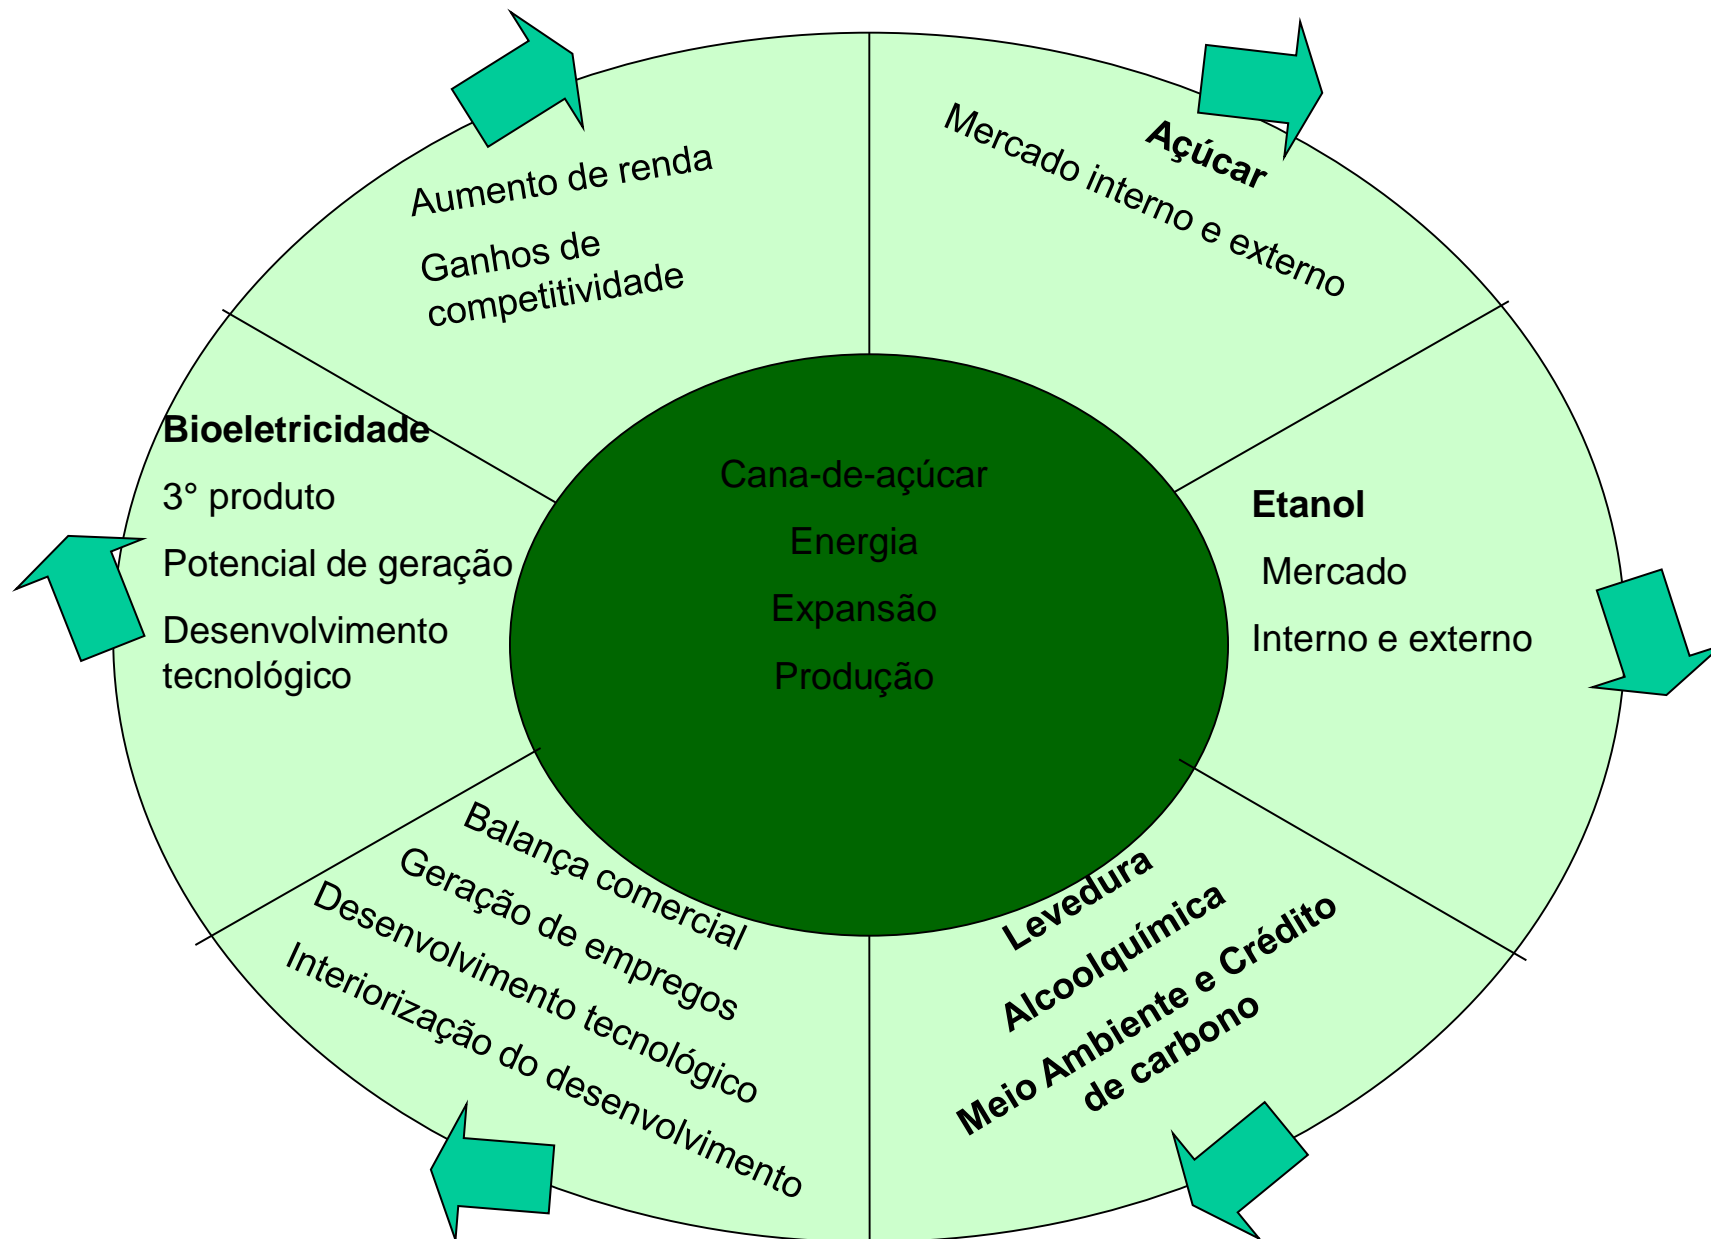 Aumento de renda
Ganhos de
competitividade
Açúcar
Mercado interno e externo
Bioeletricidade
3° produto
Potencial de geração
Desenvolvimento
tecnológico
Cana-de-açúcar
Energia
Expansão
Produção
Etanol
Mercado
Interno e externo
Balança comercial
Geração de empregos
Desenvolvimento tecnológico
Interiorização do desenvolvimento
Levedura
Alcoolquímica
Meio Ambiente e Crédito
de carbono